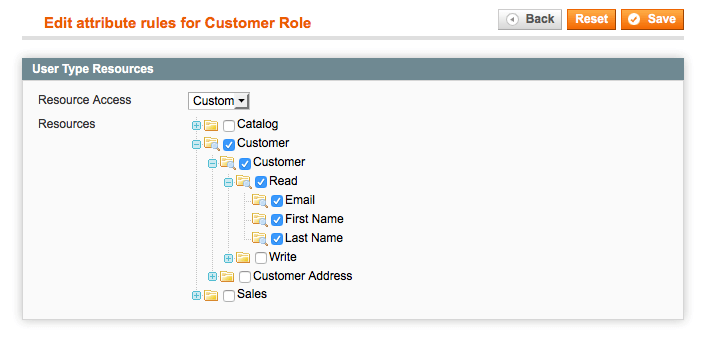 Edit attribute rules for Customer Role
Back
Reset
Save
User Type Resources
Resource Access
Custom
Resources
Catalog
Customer
Customer
Read
Email
First Name
Last Name
Write
Customer Address
Sales